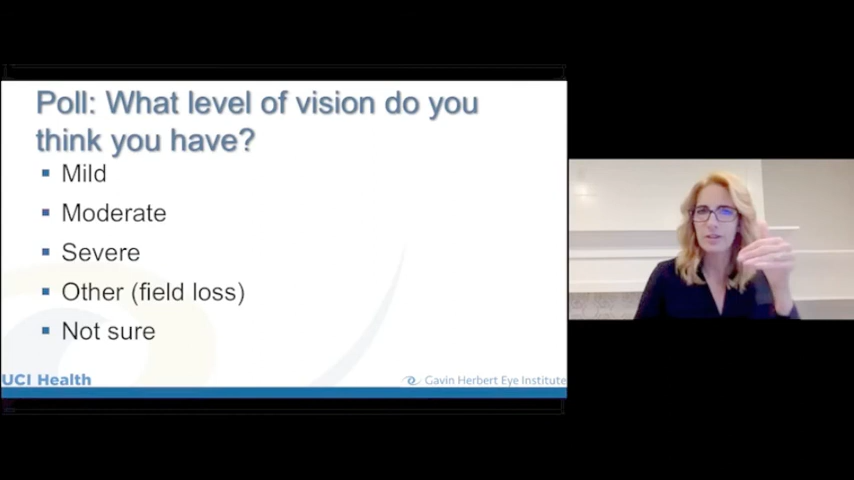 Poll: What level of vision do you
think you have?
Mild
Moderate
Severe
Other (field loss)
Not sure
UCI Health
Gavin Herbert Eye Institute